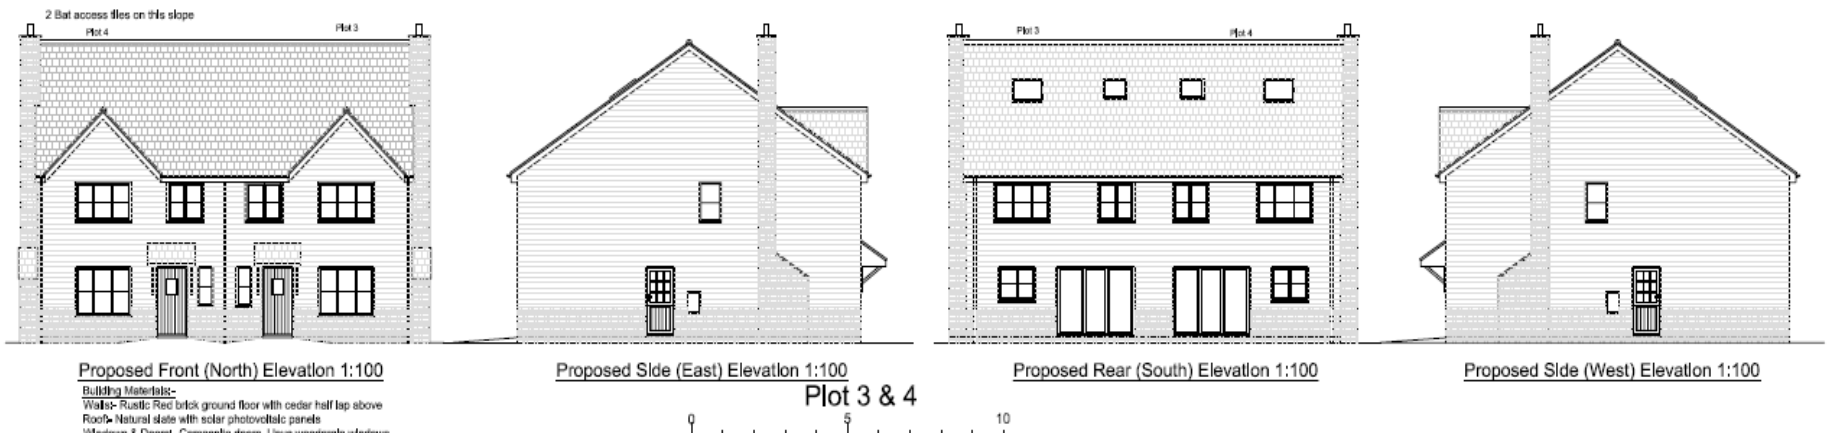 2 Bat access tiles on this slope
Plot 4
Plot 3
Plot 3
Plot 4
Proposed Front (North) Elevation 1:100
Proposed Side (East) Elevation 1:100
Proposed Rear (South) Elevation 1:100
Proposed Side (West) Elevation 1:100
Building Materials:-
Walls:- Rustic Red brick ground floor with cedar half lap above
Roof:- Natural slate with solar photovoltaic panels
Windows &
Plot 3 & 4
0 5 10